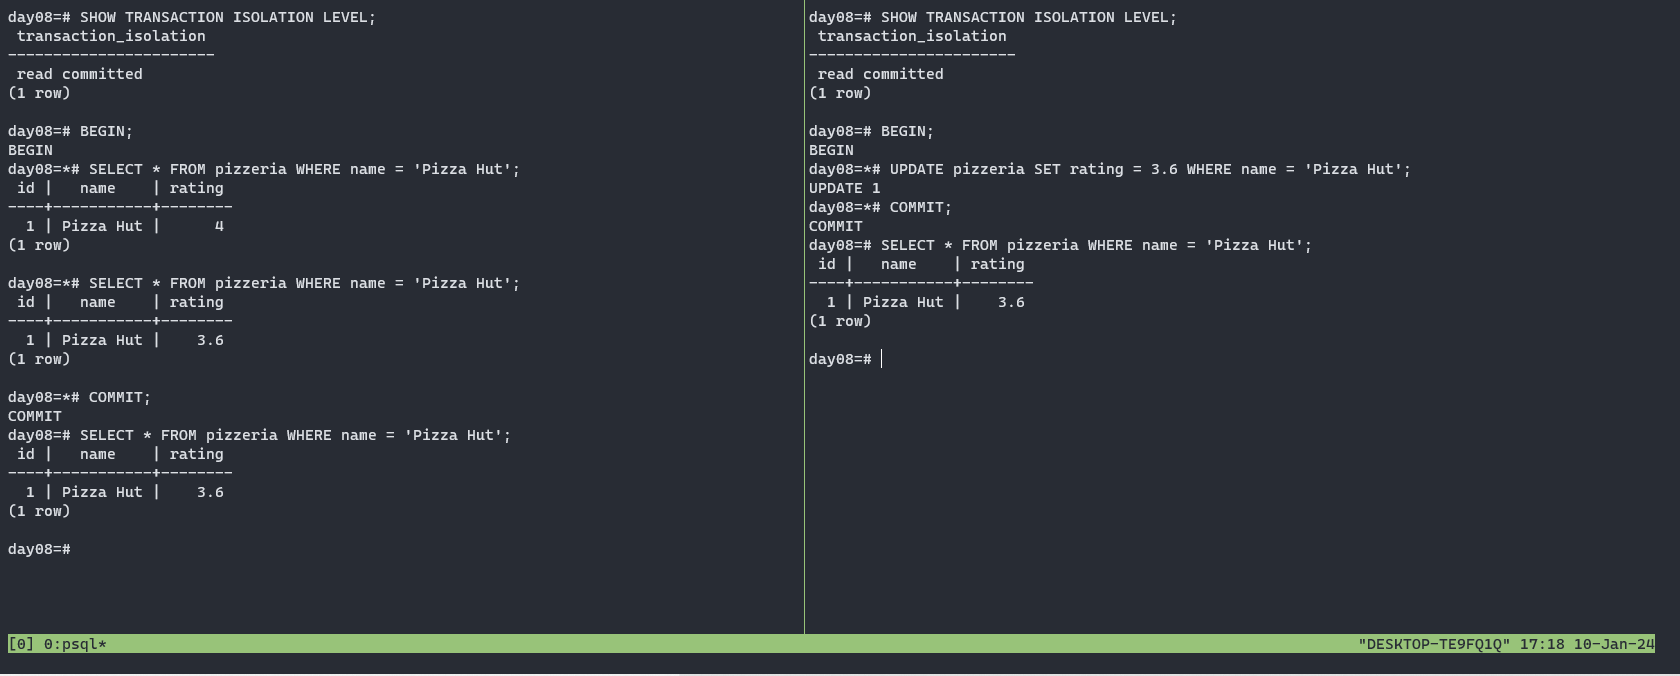 day08=# SHOW TRANSACTION ISOLATION LEVEL;
 transaction_isolation
-----------------------
 read committed
(1 row)

day08=# BEGIN;
BEGIN
day08=*# SELECT * FROM pizzeria WHERE name = 'Pizza Hut';
 id |   name    | rating
----+-----------+--------
  1 | Pizza Hut |      4
(1 row)

day08=*# SELECT * FROM pizzeria WHERE name = 'Pizza Hut';
 id |   name    | rating
----+-----------+--------
  1 | Pizza Hut |    3.6
(1 row)

day08=*# COMMIT;
COMMIT
day08=# SELECT * FROM pizzeria WHERE name = 'Pizza Hut';
 id |   name    | rating
----+-----------+--------
  1 | Pizza Hut |    3.6
(1 row)

day08=#
day08=# SHOW TRANSACTION ISOLATION LEVEL;
 transaction_isolation
-----------------------
 read committed
(1 row)

day08=# BEGIN;
BEGIN
day08=*# UPDATE pizzeria SET rating = 3.6 WHERE name = 'Pizza Hut';
UPDATE 1
day08=*# COMMIT;
COMMIT
day08=# SELECT * FROM pizzeria WHERE name = 'Pizza Hut';
 id |   name    | rating
----+-----------+--------
  1 | Pizza Hut |    3.6
(1 row)

day08=#
[0] 0:psql* "DESKTOP-TE9FQ1Q" 17:18 10-Jan-24